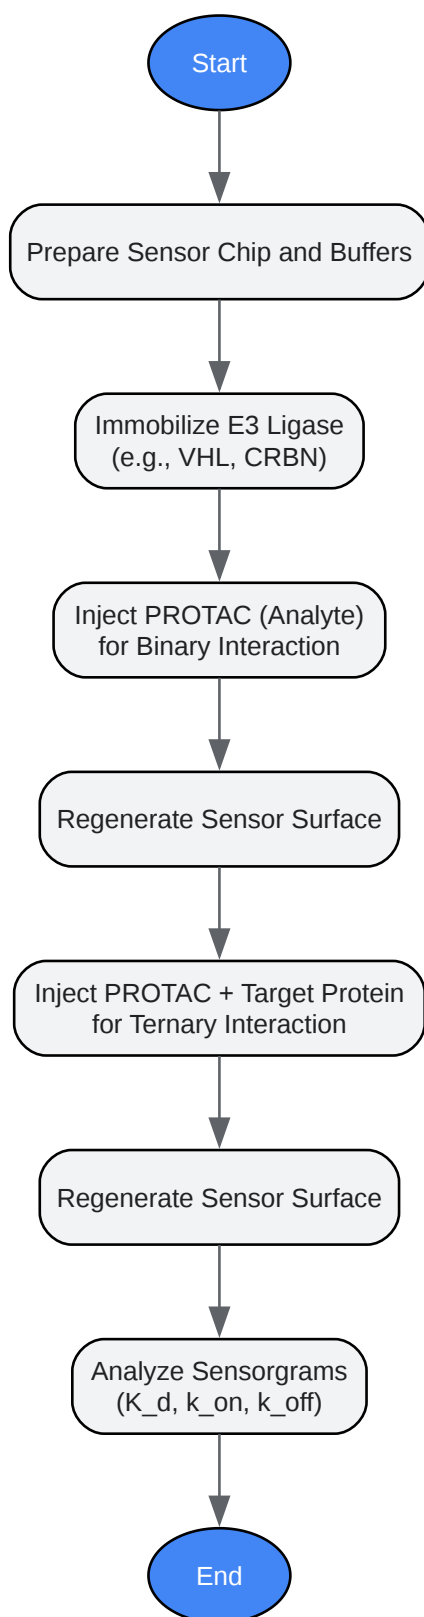 Start
Prepare Sensor Chip and Buffers
Immobilize E3 Ligase
(e.g., VHL, CRBN)
Inject PROTAC (Analyte)
for Binary Interaction
Regenerate Sensor Surface
Inject PROTAC + Target Protein
for Ternary Interaction
Regenerate Sensor Surface
Analyze Sensorgrams
(K_d, k_on, k_off)
End